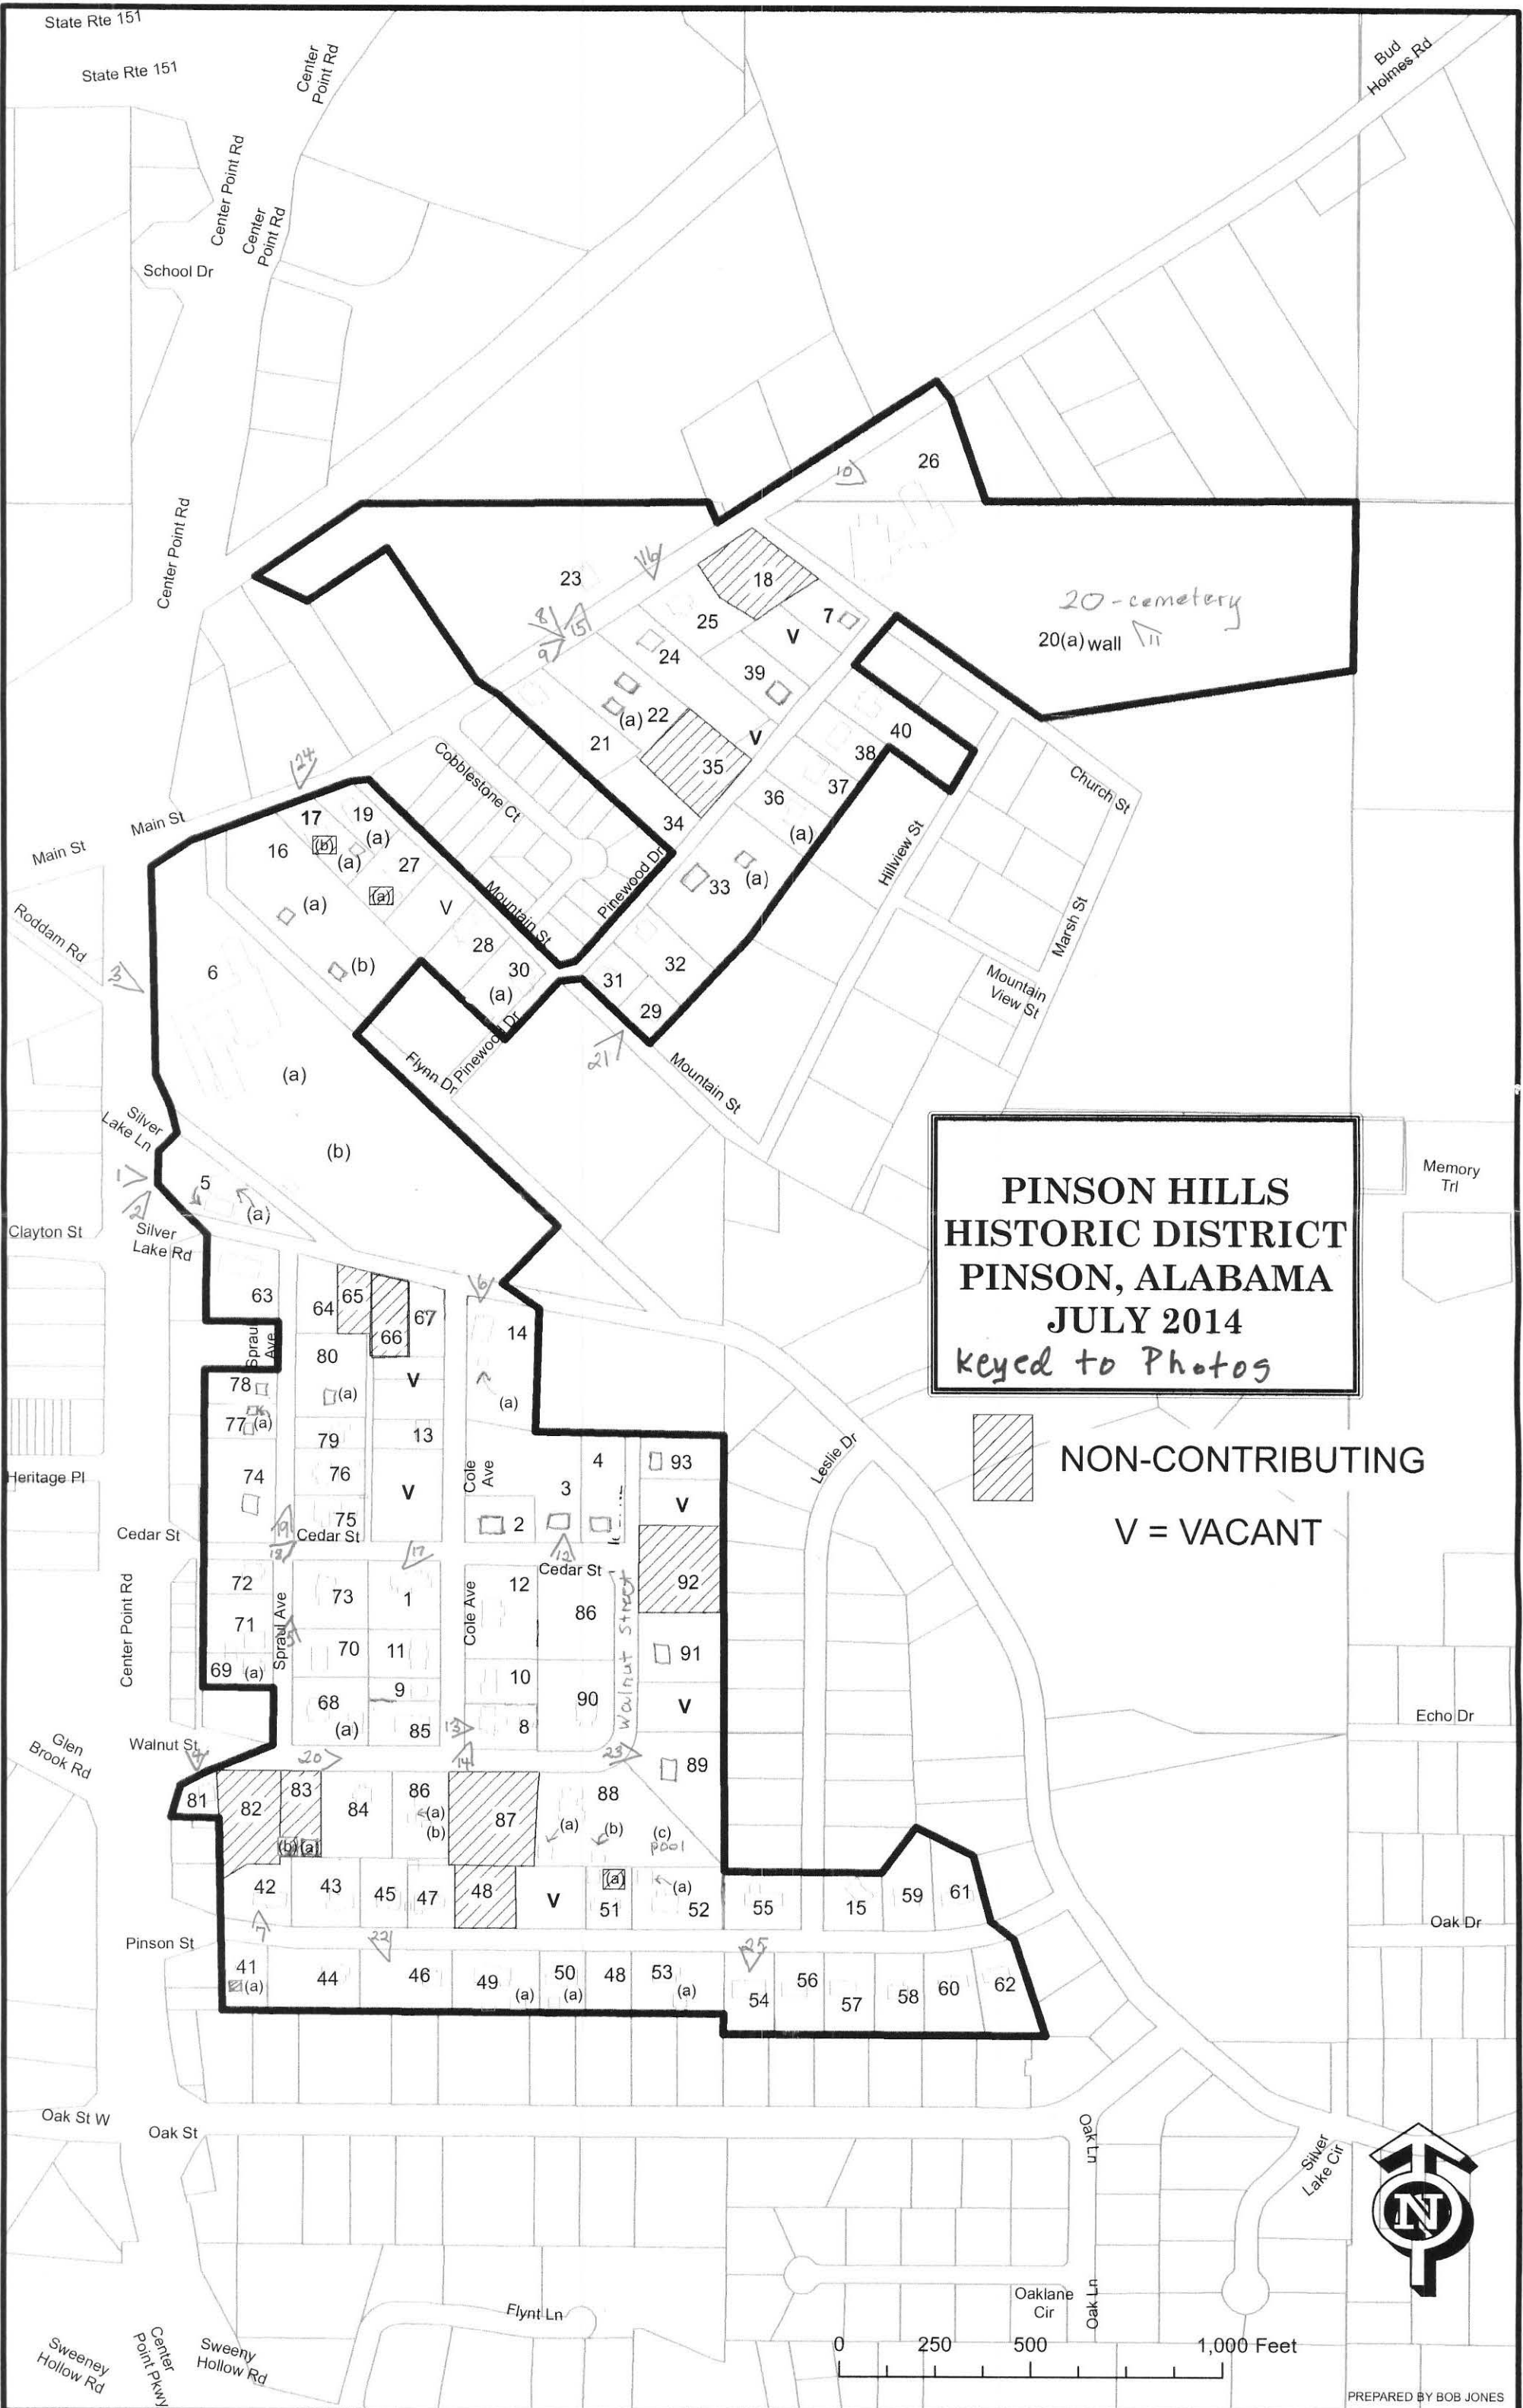 State Rte 151
State Rte 151
Center
Point Rd
Center Point Rd
Center
Point Rd
School Dr
Bud
Holmes Rd
Center Point Rd
10
26
16
23
18
20-cemetery
20(a) wall
11
8
15
9
25
7
V
24
39
22
(a)
21
V
40
38
35
37
36
(a)
34
Church St
Cobblestone Ct
24
Main St
Main St
17
19
(b)
(a)
(a)
16
27
(a)
(a)
V
Mountain St
Pinewood Dr
33
(a)
Hillview St
Marsh St
Roddam Rd
3
6
(b)
28
30
(a)
31
32
29
Mountain
View St
Pinewood Dr
Flynn Dr
21
Mountain St
(a)
(b)
Silver
Lake Ln
1
2
5
(a)
Clayton St
Silver
Lake Rd
PINSON HILLS
HISTORIC DISTRICT
PINSON, ALABAMA
JULY 2014
Keyed to Photos
NON-CONTRIBUTING
V = VACANT
Memory
Trl
63
64
65
66
67
6
14
(a)
Spraul
Ave
80
(a)
V
78
77
(a)
79
13
74
76
V
75
Cole
Ave
4
3
2
93
V
Leslie Dr
Heritage Pl
Cedar St
19
18
Cedar St
17
12
Cedar St
92
72
73
1
12
86
Walnut Street
Center Point Rd
71
Spraul Ave
5
70
11
Cole Ave
10
91
69
(a)
68
(a)
9
85
8
90
V
Echo Dr
Walnut St
4
20
13
14
23
89
Glen
Brook Rd
81
82
83
(b)
(a)
84
86
(a)
(b)
87
88
(a)
(b)
(c)
pool
42
43
45
47
48
V
(a)
51
(a)
52
55
15
59
61
Oak Dr
Pinson St
7
22
25
41
(a)
44
46
49
(a)
50
(a)
48
53
(a)
54
56
57
58
60
62
Oak St W
Oak St
Oak Ln
Silver
Lake Cir
N
Flynt Ln
Oaklane
Cir
Oak Ln
Sweeney
Hollow Rd
Center
Point Pkwy
Sweeny
Hollow Rd
0 250 500 1,000 Feet
PREPARED BY BOB JONES